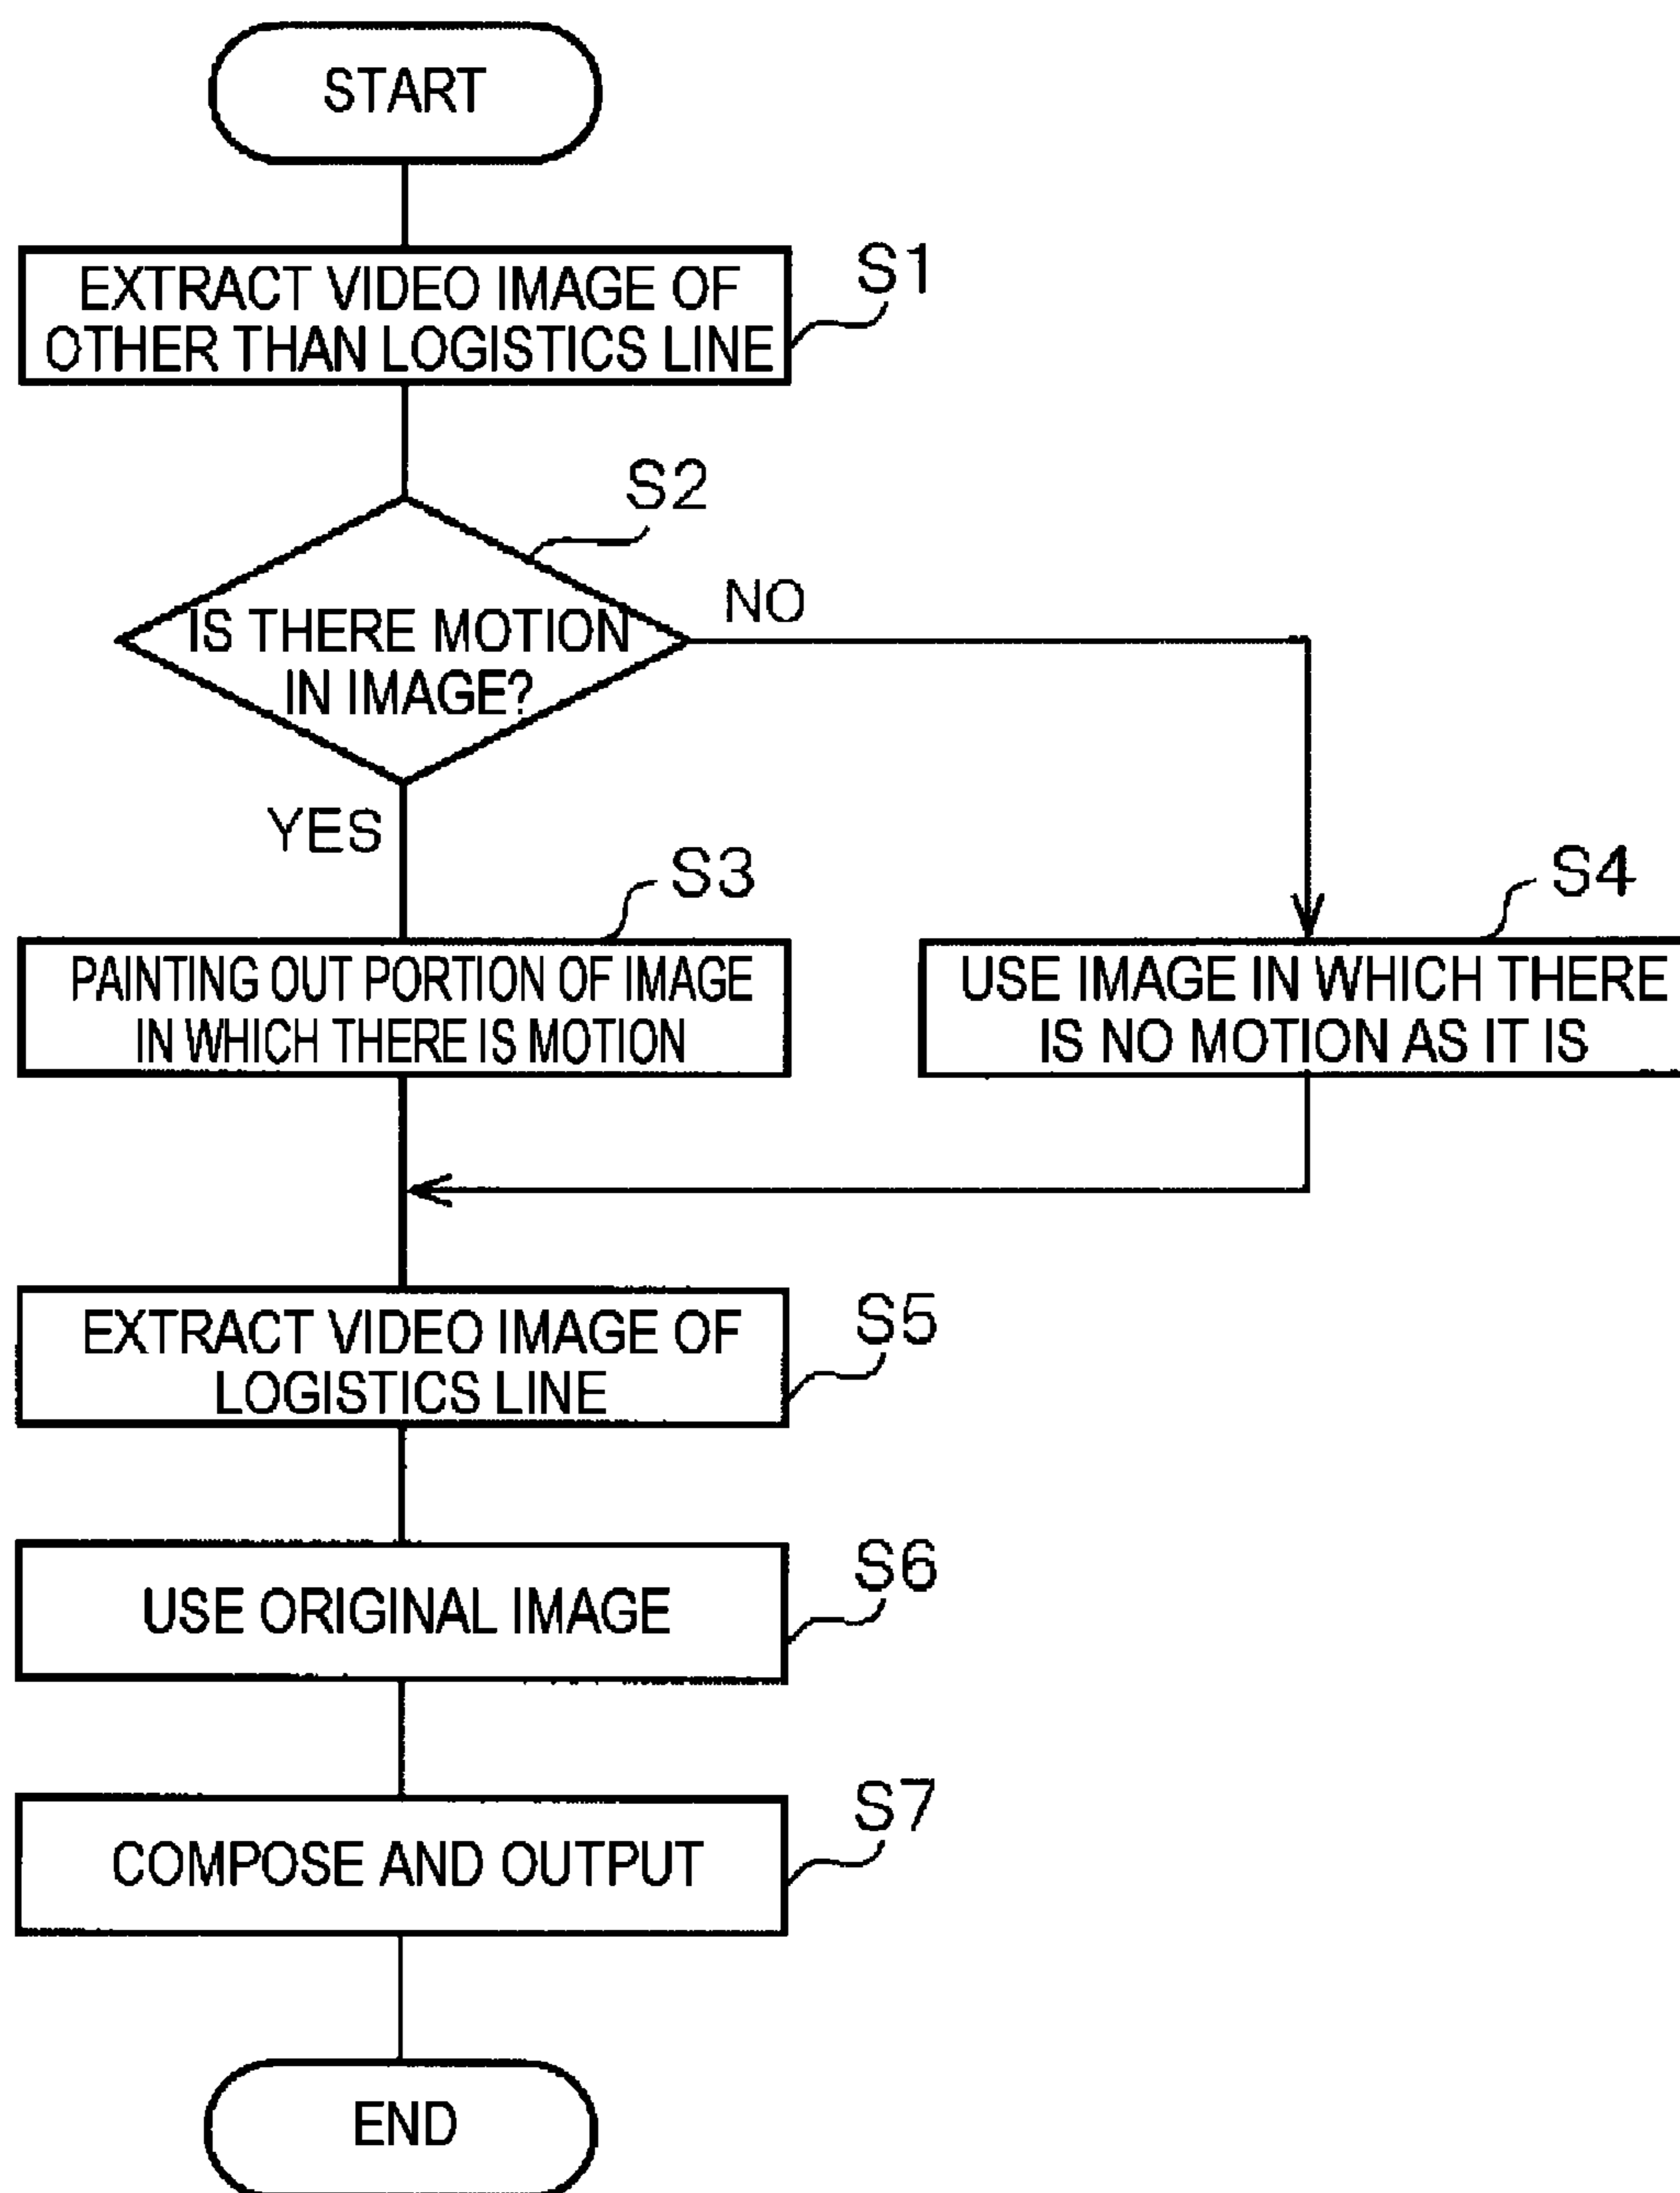 START
EXTRACT VIDEO IMAGE OF
OTHER THAN LOGISTICS LINE
S1
S2
IS THERE MOTION
IN IMAGE?
NO
YES
S3
PAINTING OUT PORTION OF IMAGE
IN WHICH THERE IS MOTION
S4
USE IMAGE IN WHICH THERE
IS NO MOTION AS IT IS
EXTRACT VIDEO IMAGE OF
LOGISTICS LINE
S5
USE ORIGINAL IMAGE
S6
COMPOSE AND OUTPUT
S7
END